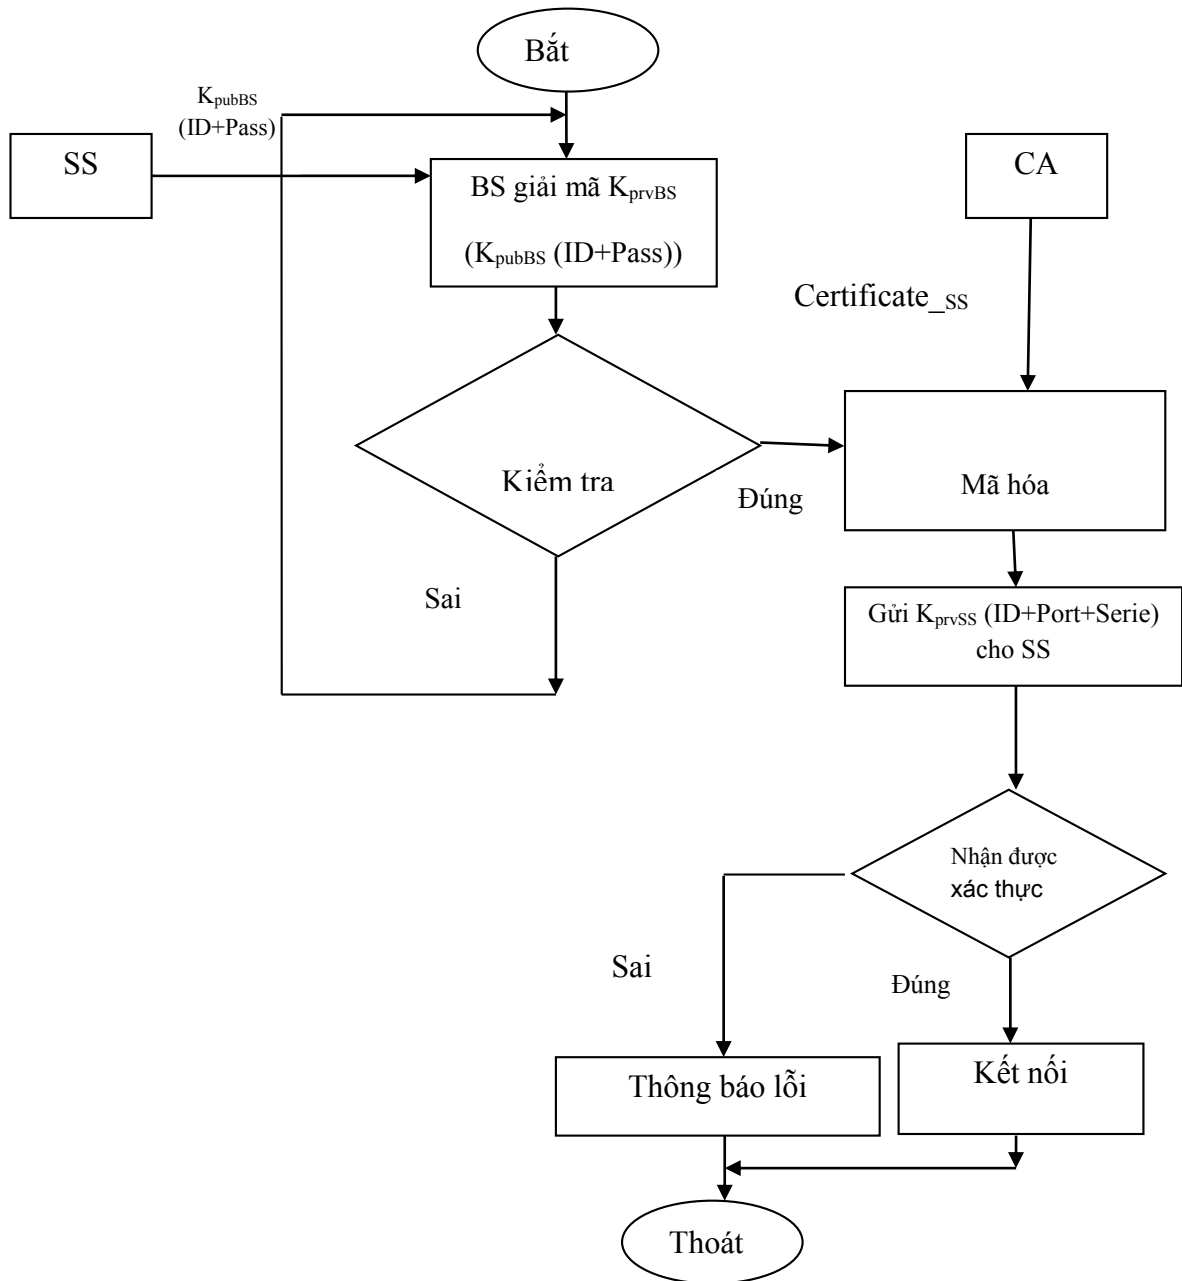 Bắt
KpubBS
(ID+Pass)
SS
CA
BS giải mã KprvBS
(KpubBS (ID+Pass))
Certificate_SS
Kiểm tra
Đúng
Mã hóa
Sai
Gửi KprvSS (ID+Port+Serie)
cho SS
Nhận được
xác thực
Sai
Đúng
Thông báo lỗi
Kết nối
Thoát